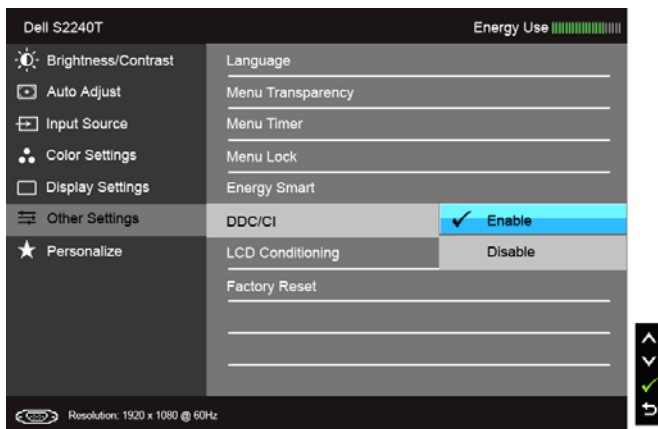 Dell S2240T
Energy Use
Brightness/Contrast
Auto Adjust
Input Source
Color Settings
Display Settings
Other Settings
Personalize
Language
Menu Transparency
Menu Timer
Menu Lock
Energy Smart
DDC/CI
Enable
Disable
LCD Conditioning
Factory Reset
Resolution: 1920 x 1080 @ 60Hz